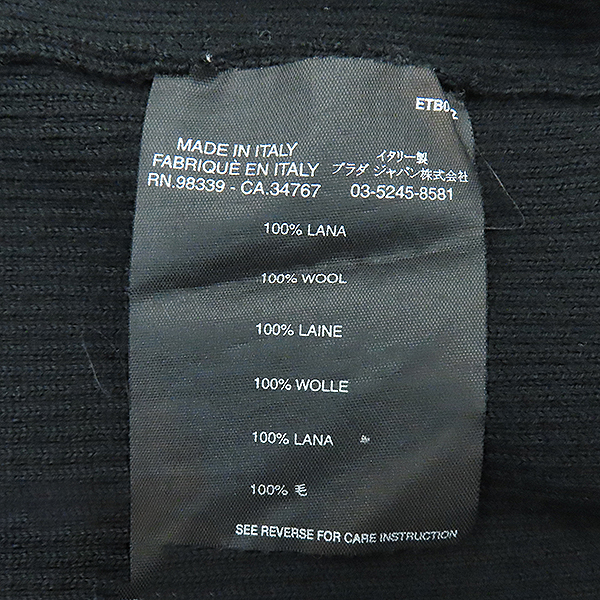 ETB02
MADE IN ITALY
FABRIQUE EN ITALY
RN.98339 - CA.34767
イタリー製
プラダ ジャパン株式会社
03-5245-8581
100% LANA
100% WOOL
100% LAINE
100% WOLLE
100% LANA
100% 毛
SEE REVERSE FOR CARE INSTRUCTION